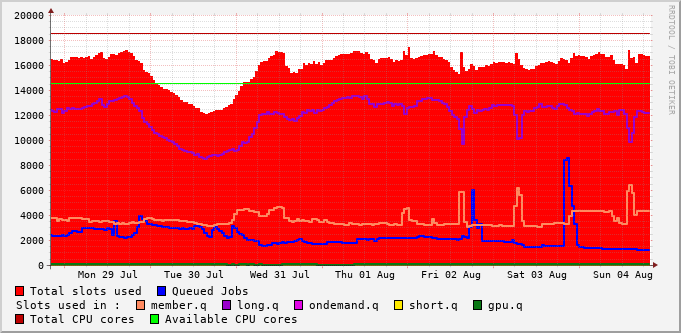 20000
18000
16000
14000
12000
10000
8000
6000
4000
2000
0
Mon 29 Jul Tue 30 Jul Wed 31 Jul Thu 01 Aug Fri 02 Aug Sat 03 Aug Sun 04 Aug
Total slots used Queued Jobs
Slots used in : member.q long.q ondemand.q short.q gpu.q
Total CPU cores Available CPU cores
RRDTOOL / TOBI OETIKER